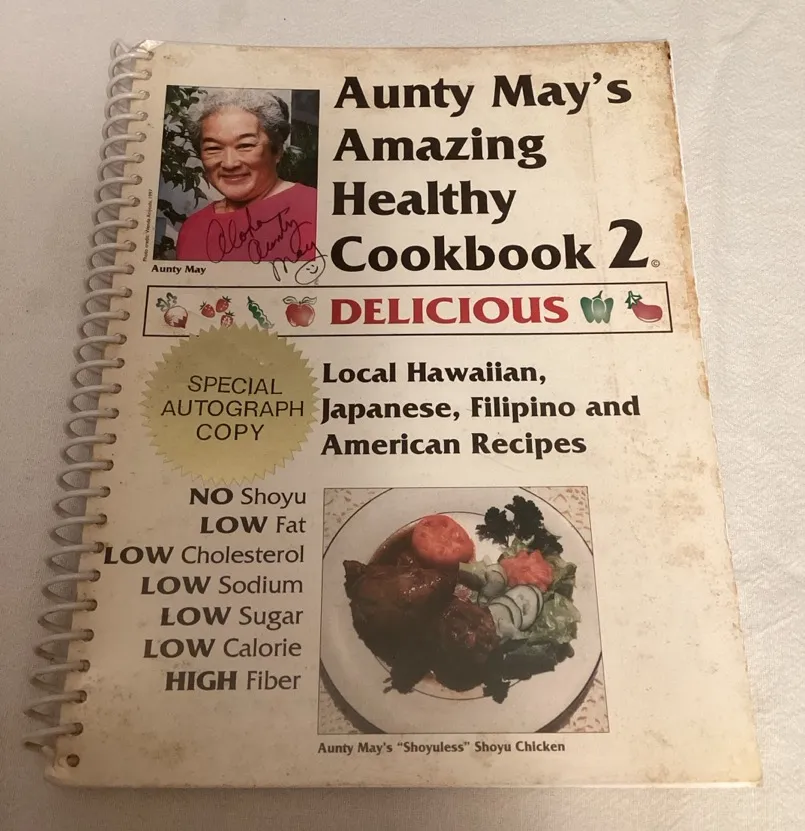 Aunty May's
Amazing
Healthy
Cookbook 2©
Aloha
Aunty
May
Aunty May
DELICIOUS
SPECIAL
AUTOGRAPH
COPY
Local Hawaiian,
Japanese, Filipino and
American Recipes
NO Shoyu
LOW Fat
LOW Cholesterol
LOW Sodium
LOW Sugar
LOW Calorie
HIGH Fiber
Aunty May's "Shoyuless" Shoyu Chicken